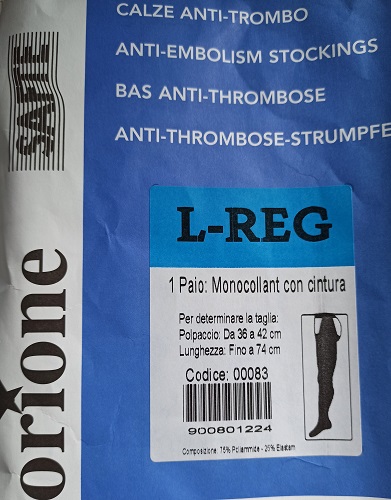 CALZE ANTI-TROMBO
ANTI-EMBOLISM STOCKINGS
BAS ANTI-THROMBOSE
ANTI-THROMBOSE-STRUMPFE
SAFTE
orione
L-REG
1 Paio: Monocollant con cintura
Per determinare la taglia:
Polpaccio: Da 36 a 42 cm
Lunghezza: Fino a 74 cm
Codice: 00083
900801224
Composizione: 75% Poliammide - 25% Elastam